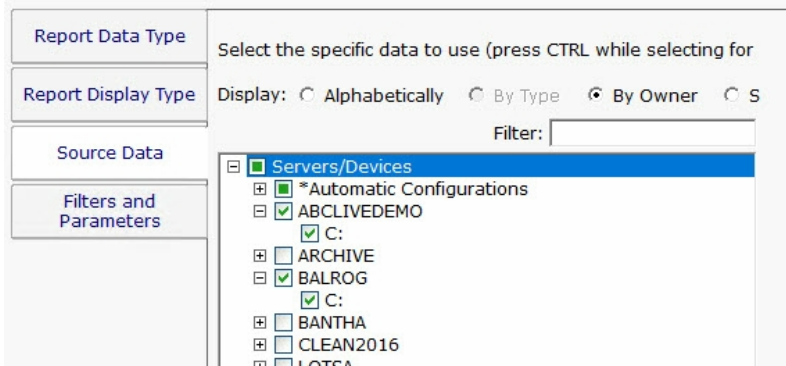 Report Data Type
Report Display Type
Source Data
Filters and
Parameters
Select the specific data to use (press CTRL while selecting for
Display: Alphabetically By Type By Owner S
Filter:
Servers/Devices
*Automatic Configurations
ABCLIVEDEMO
C:
ARCHIVE
BALROG
C:
BANTHA
CLEAN2016